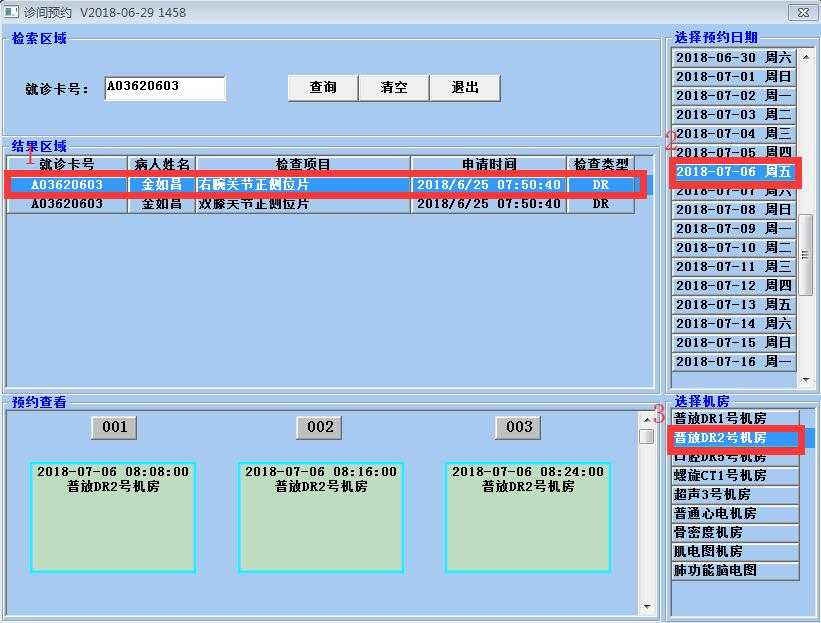 诊间预约 V2018-06-29 1458
检索区域
就诊卡号： A03620603 查询 清空 退出
结果区域
1
就诊卡号 病人姓名 检查项目 申请时间 检查类型
A03620603 金如昌 右腕关节正侧位片 2018/6/25 07:50:40 DR
A03620603 金如昌 双膝关节正侧位片 2018/6/25 07:50:40 DR
选择预约日期
2018-06-30 周六
2018-07-01 周日
2018-07-02 周一
2018-07-03 周二
2018-07-04 周三
2
2018-07-05 周四
2018-07-06 周五
2018-07-07 周六
2018-07-08 周日
2018-07-09 周一
2018-07-10 周二
2018-07-11 周三
2018-07-12 周四
2018-07-13 周五
2018-07-14 周六
2018-07-15 周日
2018-07-16 周一
预约查看
001 002 003
2018-07-06 08:08:00 2018-07-06 08:16:00 2018-07-06 08:24:00
普放DR2号机房 普放DR2号机房 普放DR2号机房
选择机房
3
普放DR1号机房
普放DR2号机房
口腔DR5号机房
螺旋CT1号机房
超声3号机房
普通心电机房
骨密度机房
肌电图机房
肺功能脑电图